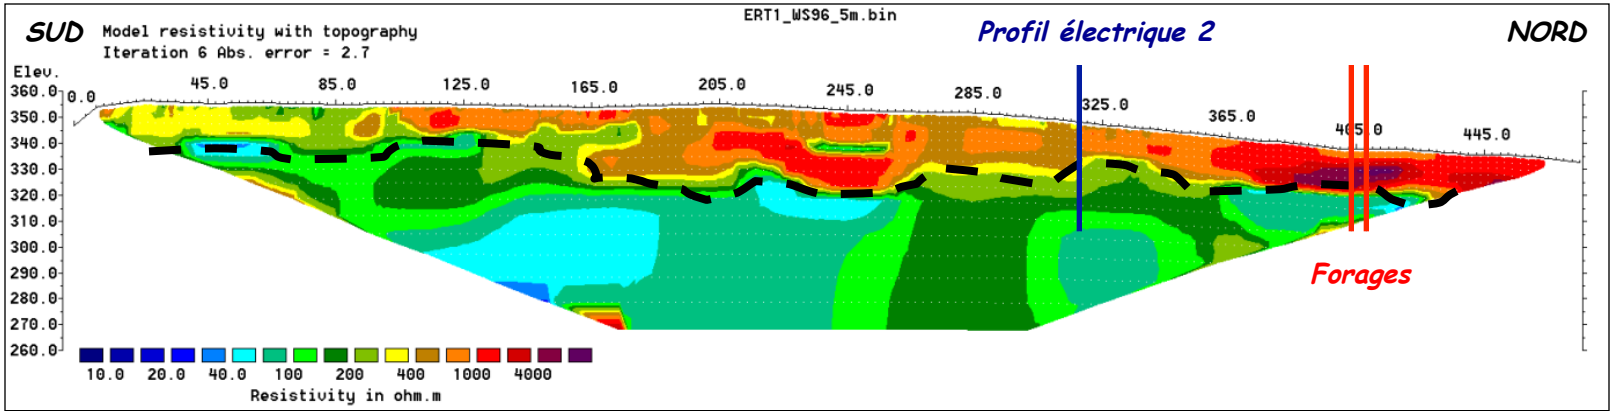 ERT1_WS96_5m.bin
SUD Model resistivity with topography Profil électrique 2 NORD
Iteration 6 Abs. error = 2.7
Elev.
0.0 45.0 85.0 125.0 165.0 205.0 245.0 285.0 325.0 365.0 405.0 445.0
360.0
350.0
340.0
330.0
320.0
310.0
300.0
290.0
280.0
270.0
260.0
Forages
10.0 20.0 40.0 100 200 400 1000 4000
Resistivity in ohm.m